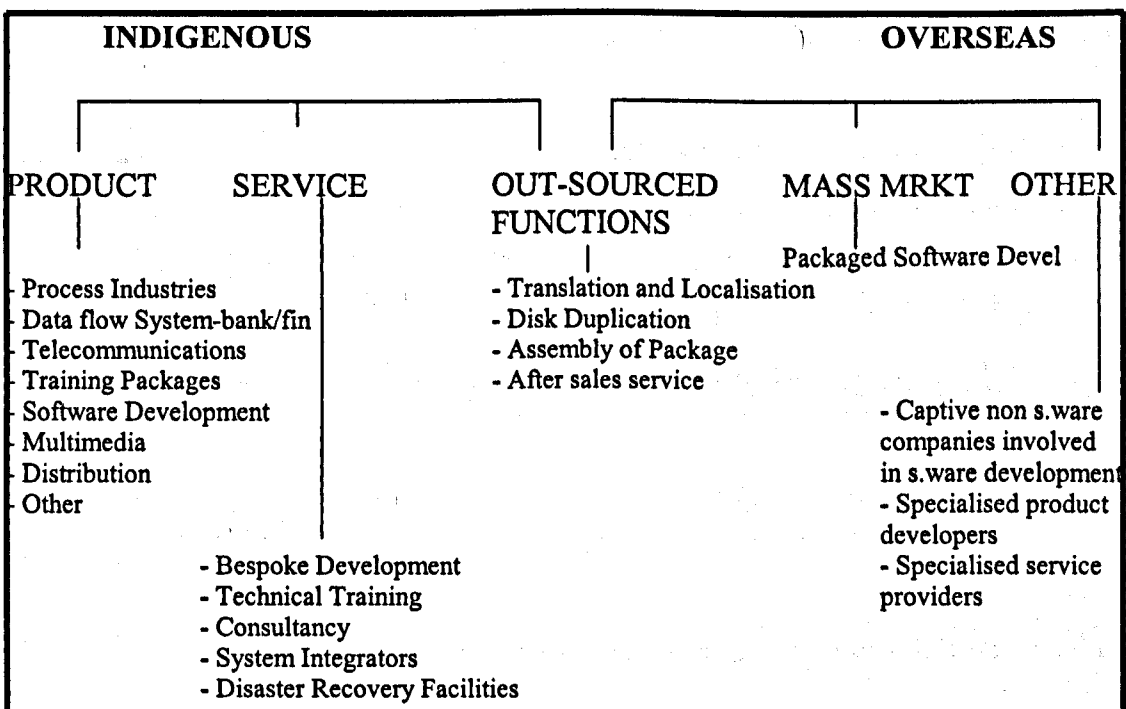 INDIGENOUS
OVERSEAS
PRODUCT
SERVICE
OUT-SOURCED
FUNCTIONS
MASS MRKT
OTHER
- Process Industries
- Data flow System-bank/fin
- Telecommunications
- Training Packages
- Software Development
- Multimedia
- Distribution
- Other
- Bespoke Development
- Technical Training
- Consultancy
- System Integrators
- Disaster Recovery Facilities
- Translation and Localisation
- Disk Duplication
- Assembly of Package
- After sales service
Packaged Software Devel
- Captive non s.ware
companies involved
in s.ware development
- Specialised product
developers
- Specialised service
providers